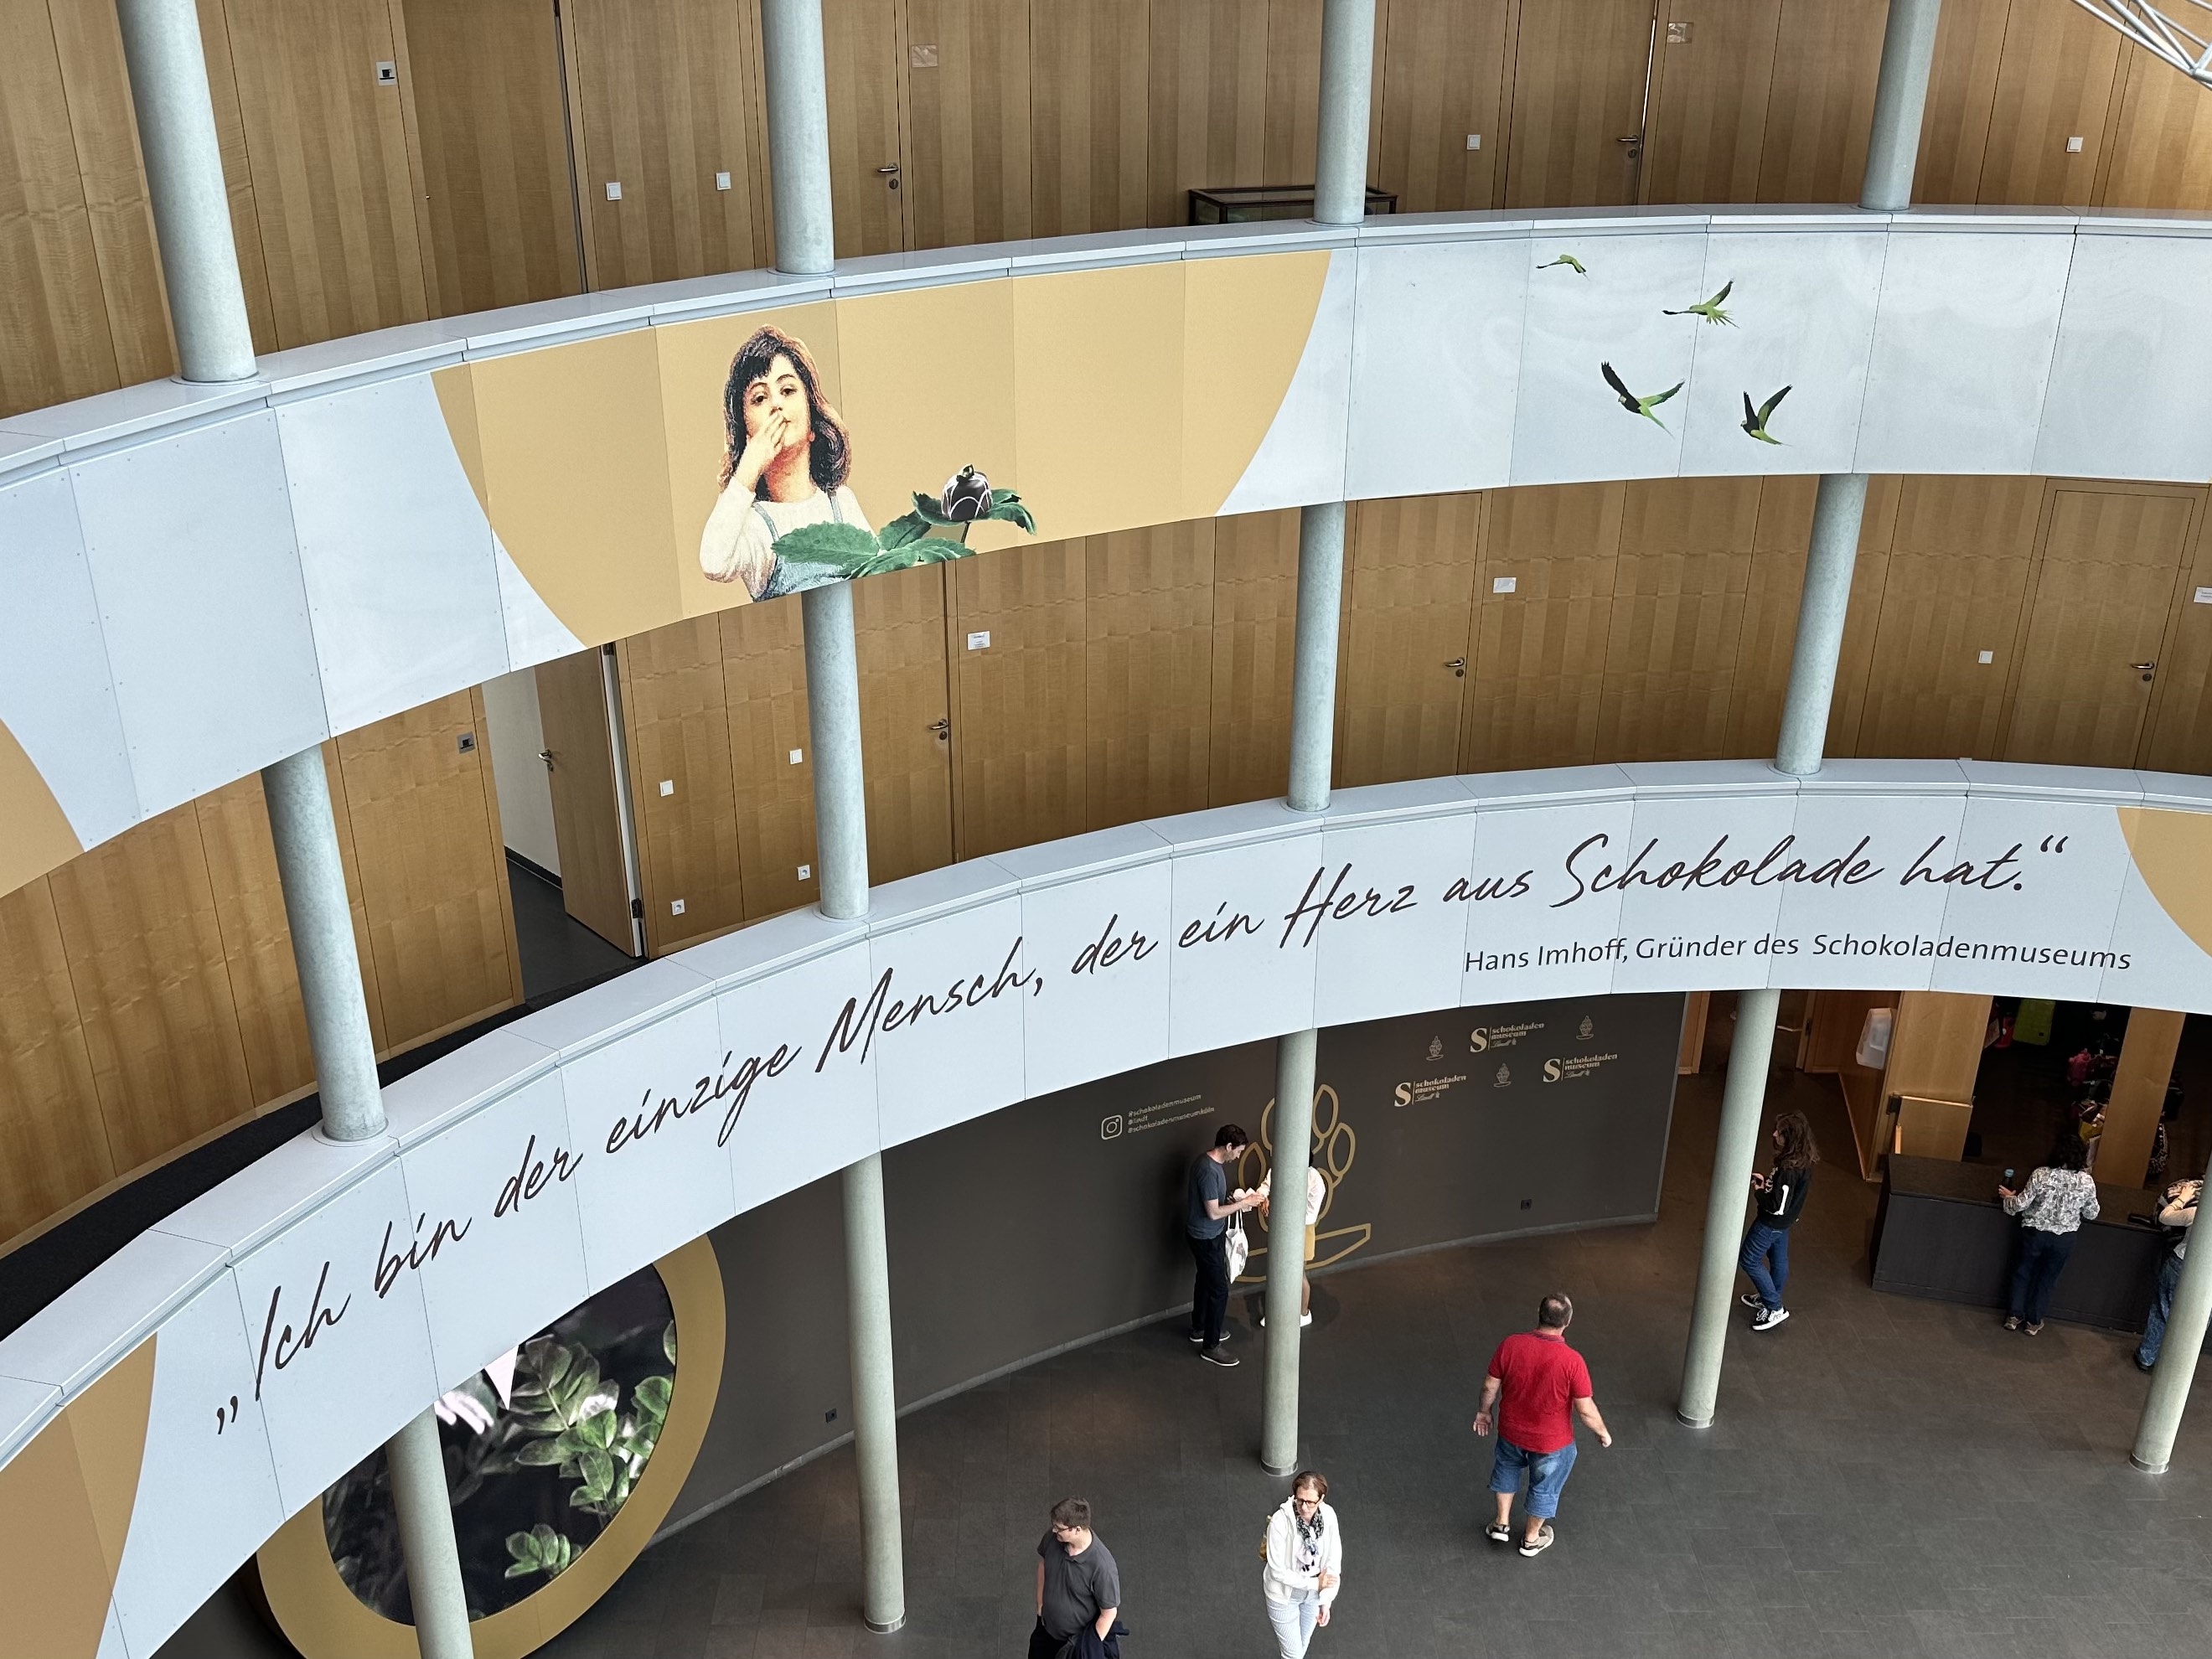 „Ich bin der einzige Mensch, der ein Herz aus Schokolade hat.“
Hans Imhoff, Gründer des Schokoladenmuseums
S schokoladen
museum
Lindt
S schokoladen
museum
Lindt
S schokoladen
museum
Lindt
#schokoladenmuseum
#lindt
#schokoladenmuseumköln